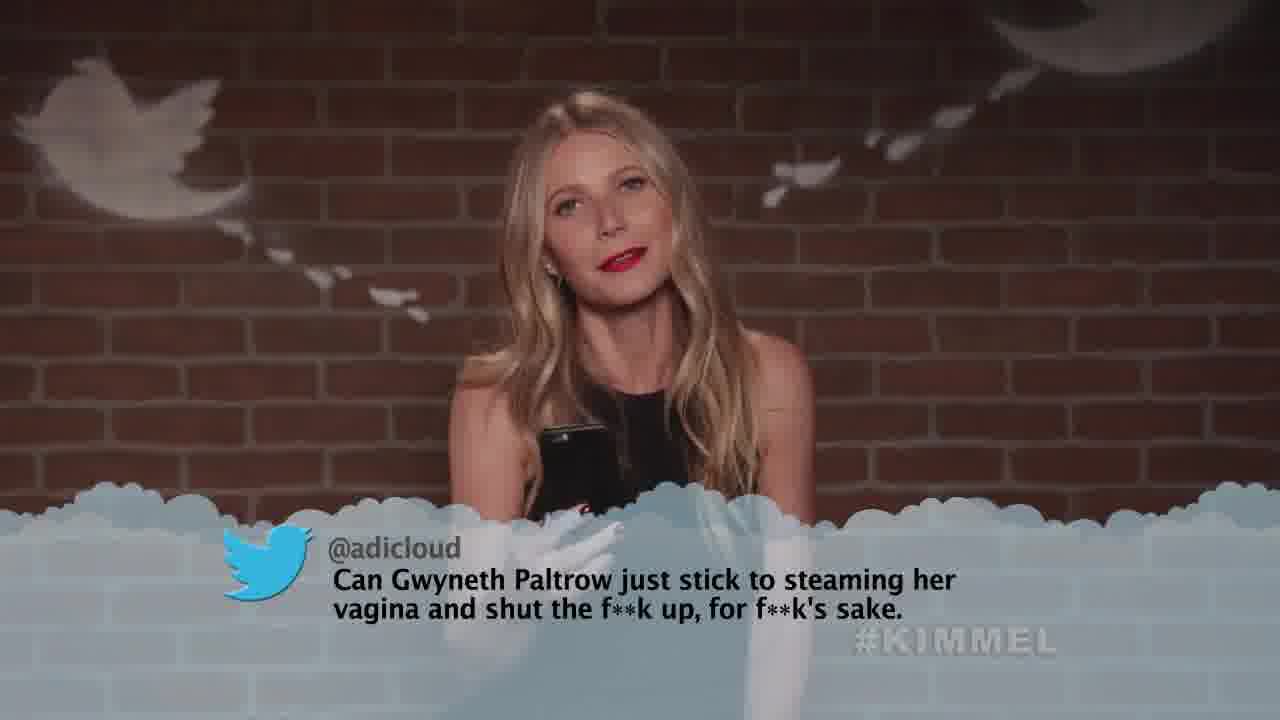 @adicloud
Can Gwyneth Paltrow just stick to steaming her
vagina and shut the f**k up, for f**k's sake.
#KIMMEL